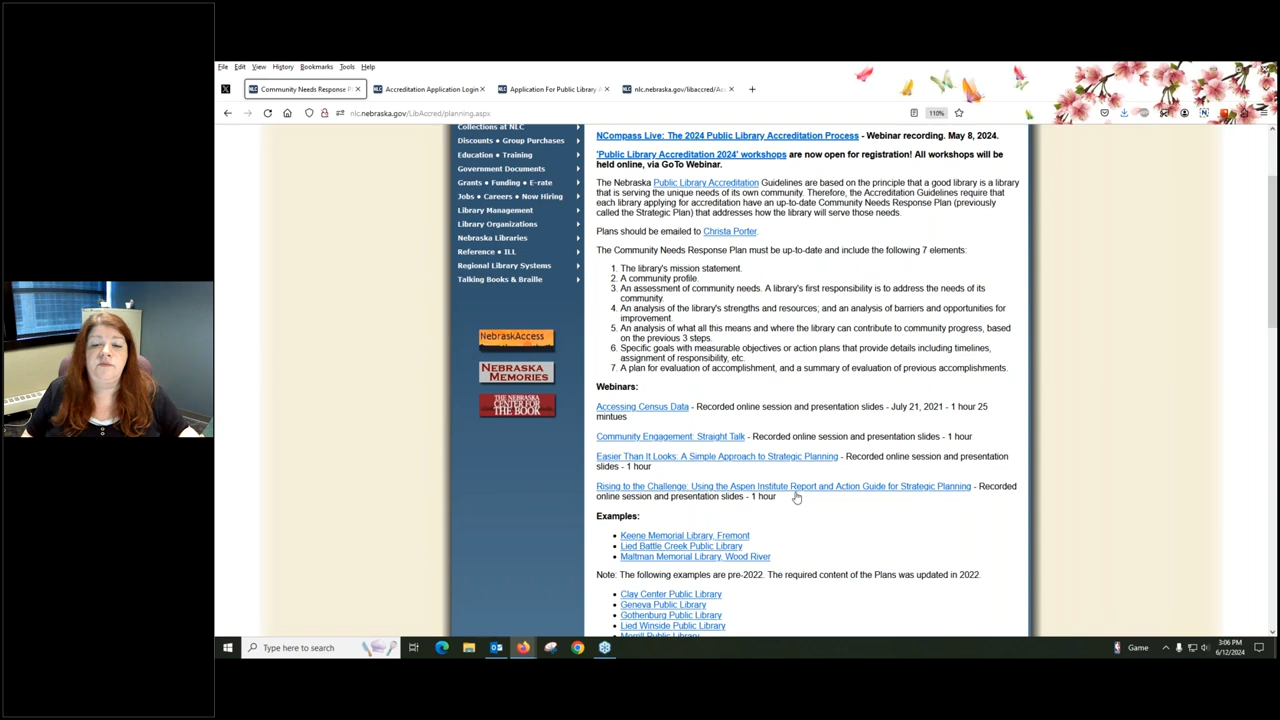 File Edit View History Bookmarks Tools Help
Community Needs Response P
Accreditation Application Login
Application For Public Library A
nlc.nebraska.gov/libaccred/Acc
nlc.nebraska.gov/LibAccred/planning.aspx
110%
Collections at NLC
Discounts • Group Purchases
Education • Training
Government Documents
Grants • Funding • E-rate
Jobs • Careers • Now Hiring
Library Management
Library Organizations
Nebraska Libraries
Reference • ILL
Regional Library Systems
Talking Books & Braille
NebraskAccess
NEBRASKA
MEMORIES
THE NEBRASKA
CENTER FOR
THE BOOK
NCompass Live: The 2024 Public Library Accreditation Process - Webinar recording. May 8, 2024.
'Public Library Accreditation 2024' workshops are now open for registration! All workshops will be
held online, via GoTo Webinar.
The Nebraska Public Library Accreditation Guidelines are based on the principle that a good library is a library
that is serving the unique needs of its own community. Therefore, the Accreditation Guidelines require that
each library applying for accreditation have an up-to-date Community Needs Response Plan (previously
called the Strategic Plan) that addresses how the library will serve those needs.
Plans should be emailed to Christa Porter.
The Community Needs Response Plan must be up-to-date and include the following 7 elements:
1. The library's mission statement.
2. A community profile.
3. An assessment of community needs. A library's first responsibility is to address the needs of its
community.
4. An analysis of the library's strengths and resources; and an analysis of barriers and opportunities for
improvement.
5. An analysis of what all this means and where the library can contribute to community progress, based
on the previous 3 steps.
6. Specific goals with measurable objectives or action plans that provide details including timelines,
assignment of responsibility, etc.
7. A plan for evaluation of accomplishment, and a summary of evaluation of previous accomplishments.
Webinars:
Accessing Census Data - Recorded online session and presentation slides - July 21, 2021 - 1 hour 25
mintues
Community Engagement: Straight Talk - Recorded online session and presentation slides - 1 hour
Easier Than It Looks: A Simple Approach to Strategic Planning - Recorded online session and presentation
slides - 1 hour
Rising to the Challenge: Using the Aspen Institute Report and Action Guide for Strategic Planning - Recorded
online session and presentation slides - 1 hour
Examples:
• Keene Memorial Library, Fremont
• Lied Battle Creek Public Library
• Maltman Memorial Library, Wood River
Note: The following examples are pre-2022. The required content of the Plans was updated in 2022.
• Clay Center Public Library
• Geneva Public Library
• Gothenburg Public Library
• Lied Winside Public Library
• Morrill Public Library
Type here to search
Game
3:06 PM
6/12/2024